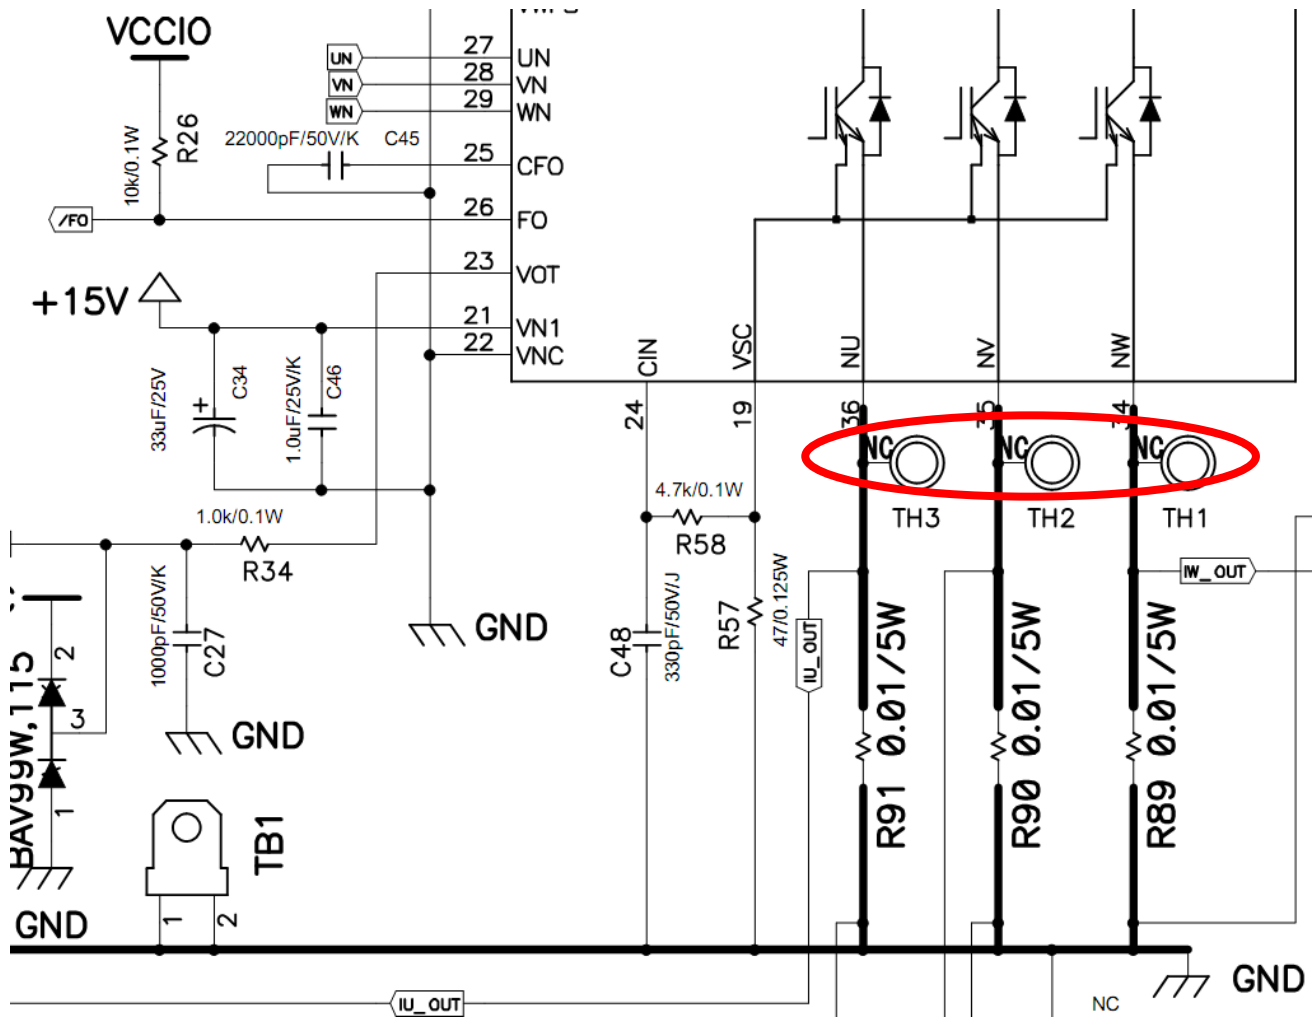 VCCIO
27
UN
UN
28
VN
VN
29
WN
WN
10k/0.1W
R26
22000pF/50V/K
C45
25
CFO
/FO
26
FO
23
VOT
+15V
21
VN1
22
VNC
33uF/25V
+
C34
1.0uF/25V/K
C46
CIN
VSC
NU
NV
NW
24
19
36
35
34
NC
NC
NC
TH3
TH2
TH1
4.7k/0.1W
R58
1.0k/0.1W
R34
1000pF/50V/K
C27
GND
GND
C48
330pF/50V/J
R57
47/0.125W
IU_OUT
IW_OUT
R91 0.01/5W
R90 0.01/5W
R89 0.01/5W
BAV99W,115
2
3
1
GND
TB1
1
2
GND
IU_OUT
NC